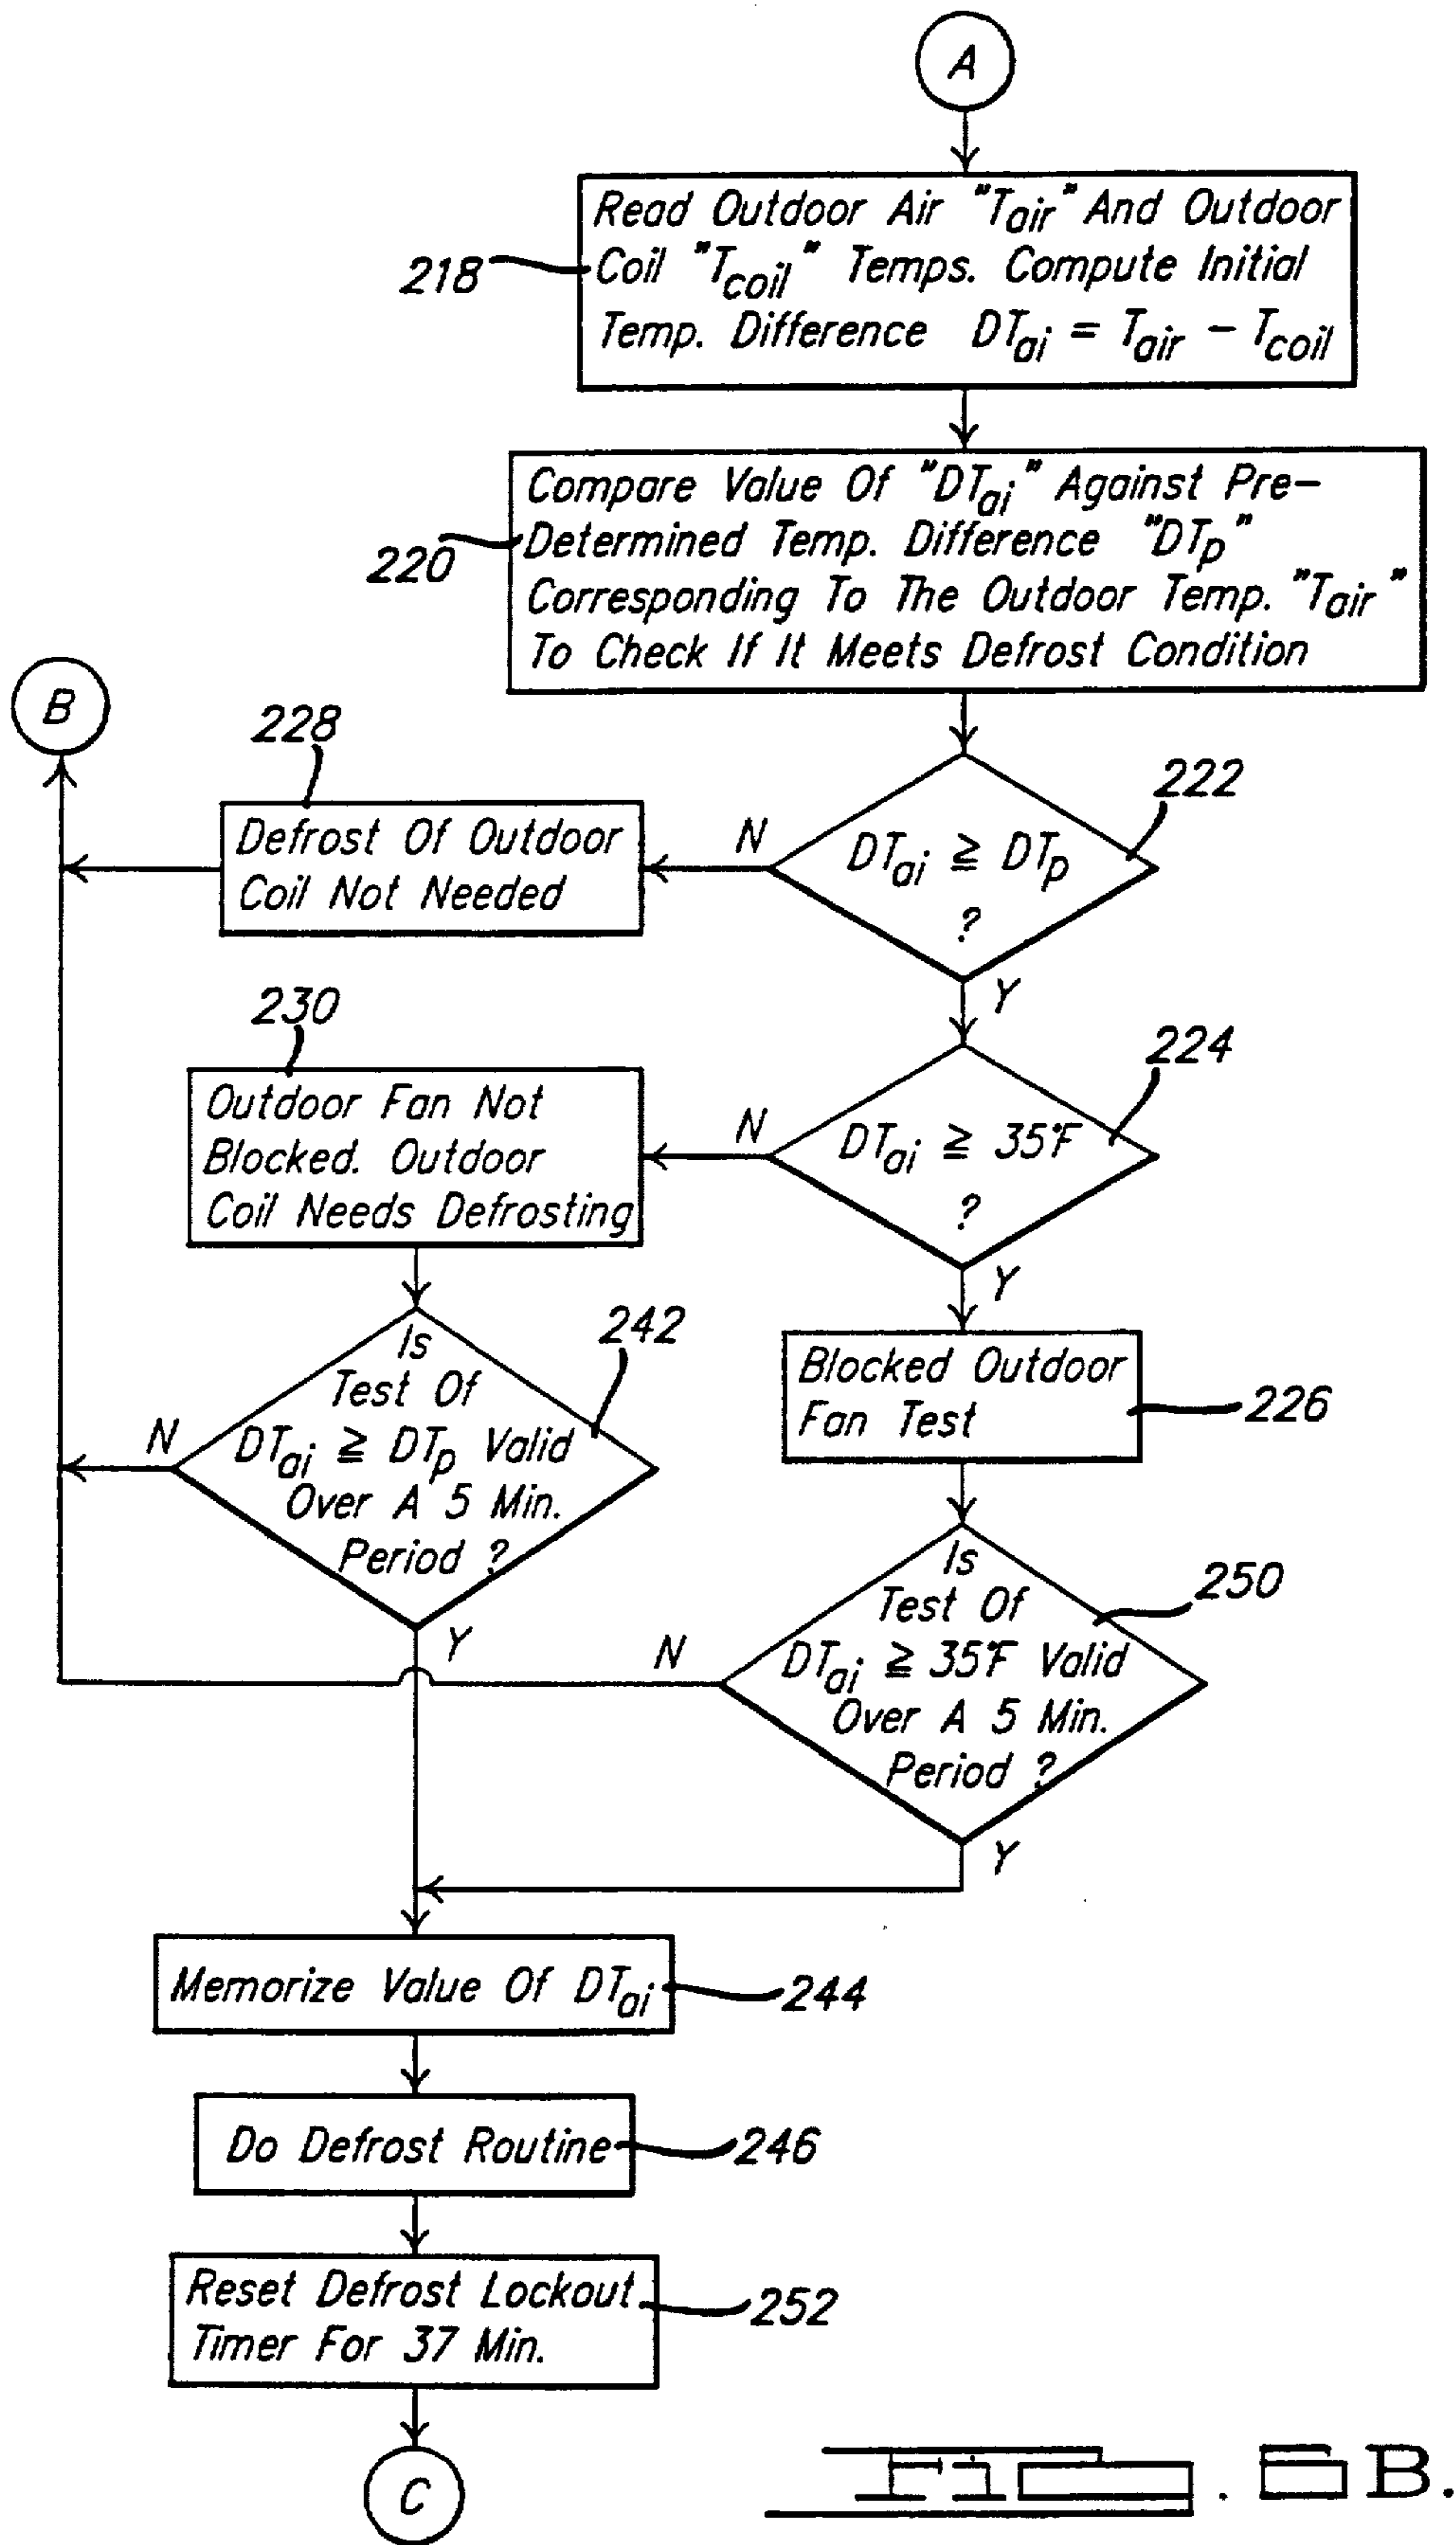 A
Read Outdoor Air "Tair" And Outdoor
218
Coil "Tcoil" Temps. Compute Initial
Temp. Difference DTai = Tair - Tcoil
Compare Value Of "DTai" Against Pre-
220
Determined Temp. Difference "DTp"
Corresponding To The Outdoor Temp. "Tair"
To Check If It Meets Defrost Condition
B
228
Defrost Of Outdoor
Coil Not Needed
N
222
DTai ≧ DTp
?
Y
230
Outdoor Fan Not
Blocked. Outdoor
Coil Needs Defrosting
N
224
DTai ≧ 35°F
?
Y
242
Is
Test Of
DTai ≧ DTp Valid
Over A 5 Min.
Period ?
N
Y
Blocked Outdoor
Fan Test
226
250
Is
Test Of
DTai ≧ 35°F Valid
Over A 5 Min.
Period ?
N
Y
Memorize Value Of DTai
244
Do Defrost Routine
246
Reset Defrost Lockout
Timer For 37 Min.
252
C